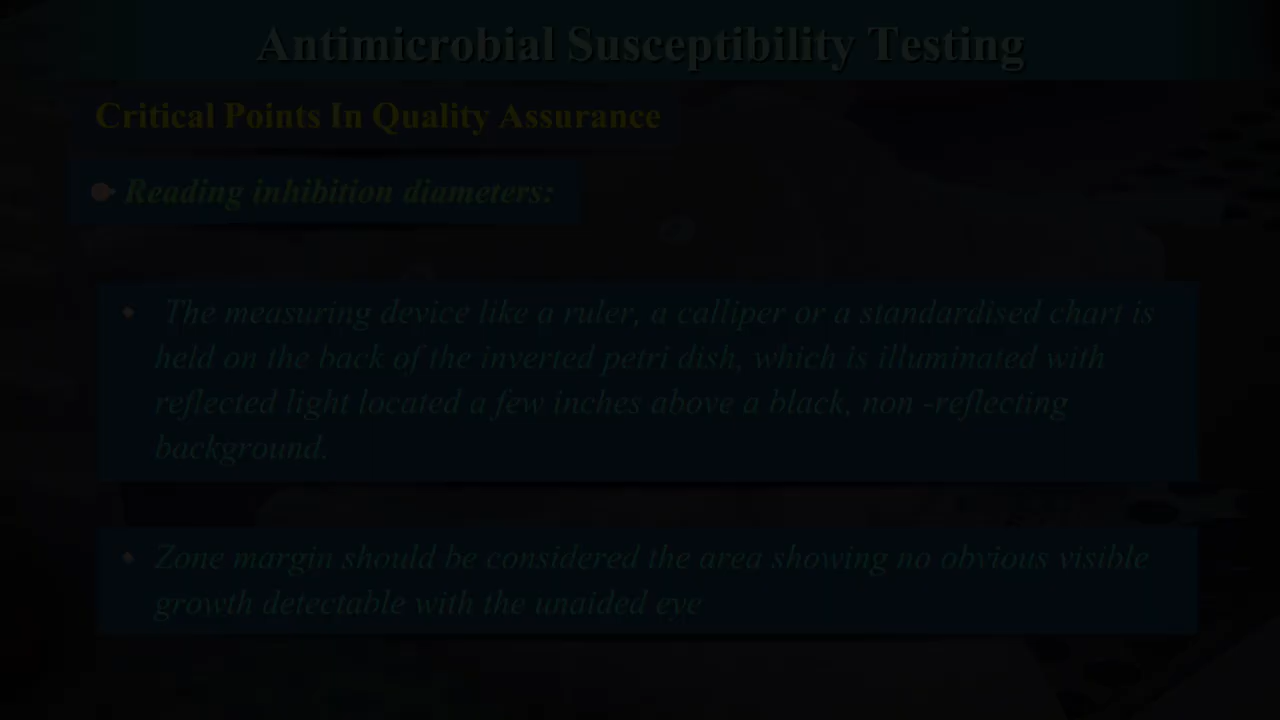 Antimicrobial Susceptibility Testing
Critical Points In Quality Assurance
Reading inhibition diameters:
The measuring device like a ruler, a calliper or a standardised chart is
held on the back of the inverted petri dish, which is illuminated with
reflected light located a few inches above a black, non -reflecting
background.
Zone margin should be considered the area showing no obvious visible
growth detectable with the unaided eye